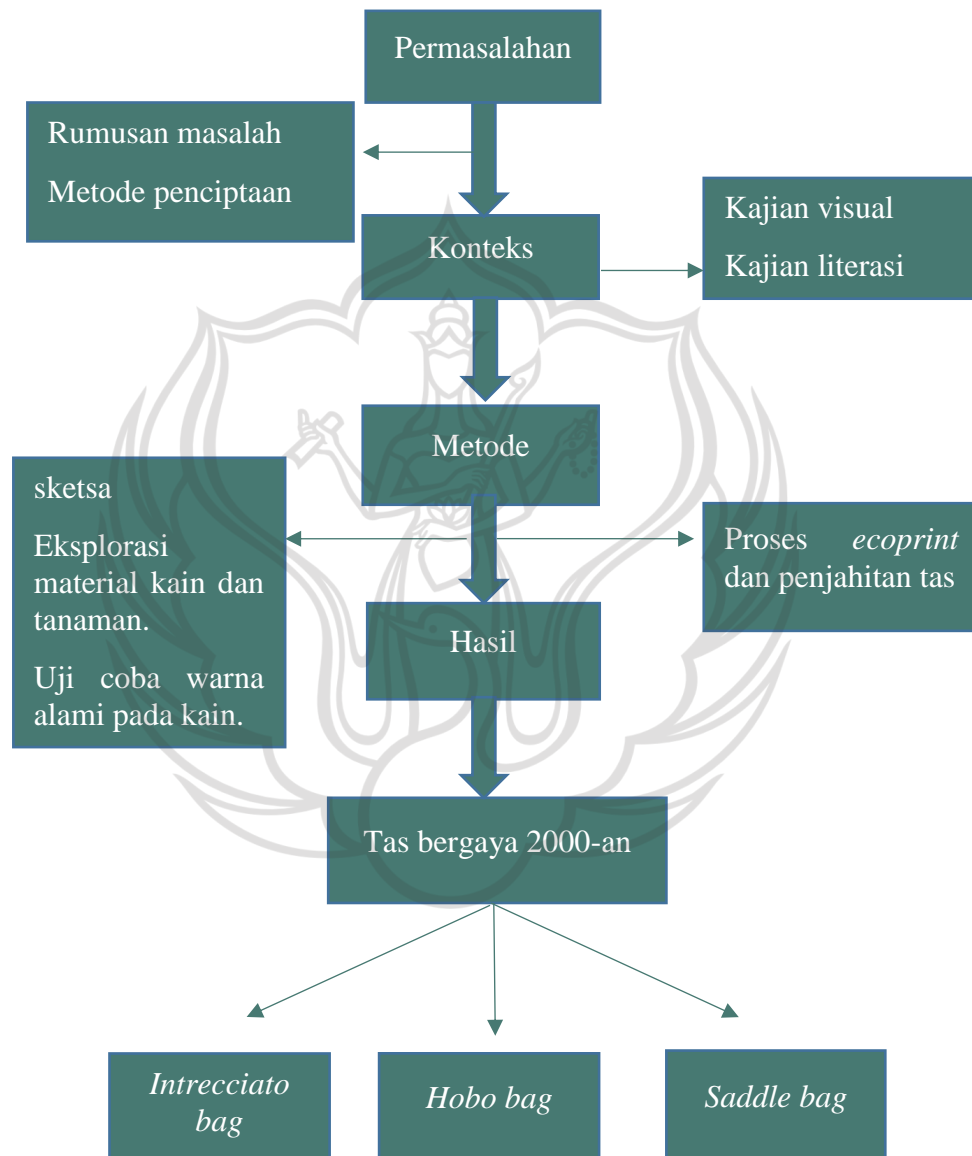 Permasalahan
Rumusan masalah
Metode penciptaan
Konteks
Kajian visual
Kajian literasi
Metode
sketsa
Eksplorasi
material kain dan
tanaman.
Uji coba warna
alami pada kain.
Proses ecoprint
dan penjahitan tas
Hasil
Tas bergaya 2000-an
Intrecciato
bag
Hobo bag
Saddle bag